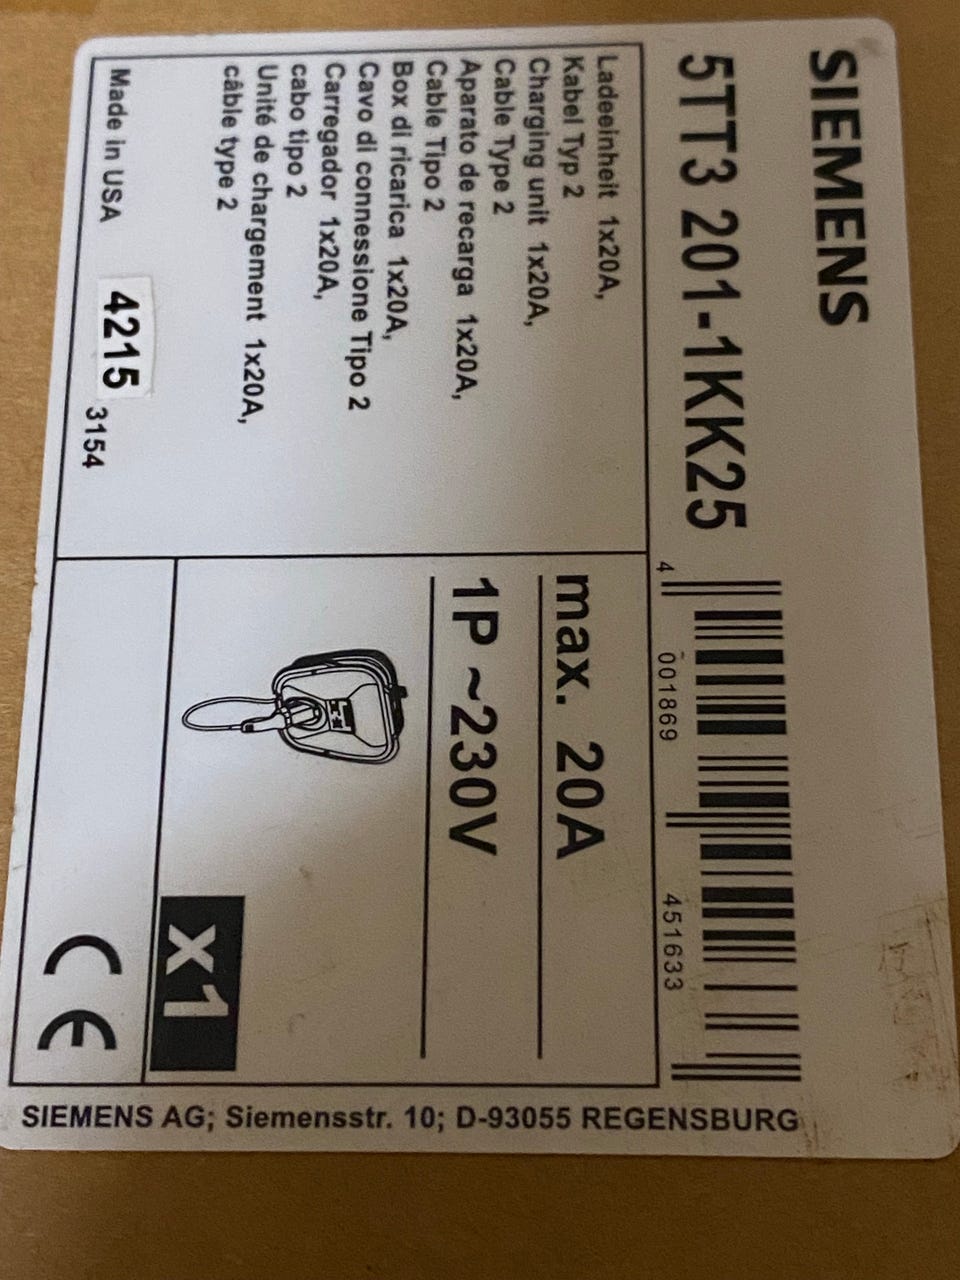 SIEMENS
5TT3 201-1KK25
4 001869 451633
Ladeeinheit 1x20A,
Kabel Typ 2
Charging unit 1x20A,
Cable Type 2
Aparato de recarga 1x20A,
Cable Tipo 2
Box di ricarica 1x20A,
Cavo di connessione Tipo 2
Carregador 1x20A,
cabo tipo 2
Unité de chargement 1x20A,
câble type 2
Made in USA 4215 3154
max. 20A
1P ~230V
x1
CE
SIEMENS AG; Siemensstr. 10; D-93055 REGENSBURG